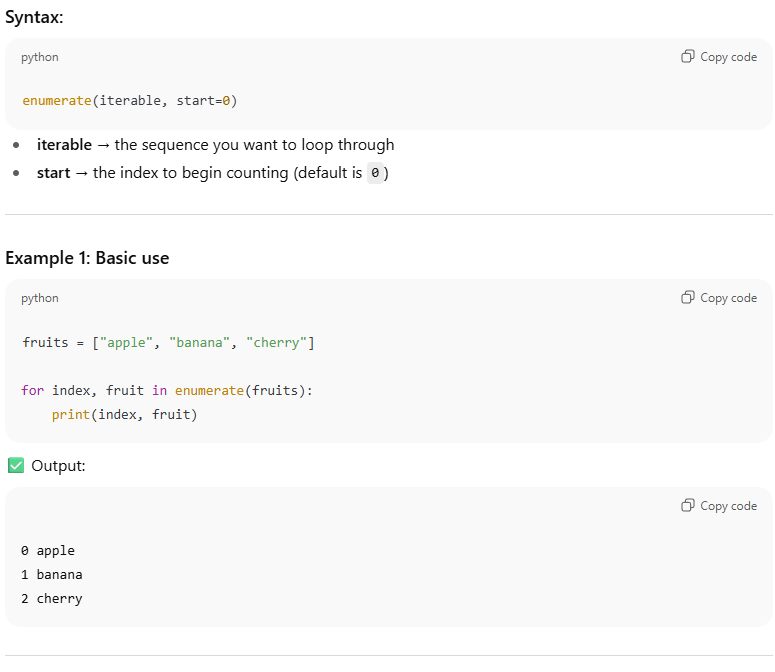 Syntax:
python
Copy code
enumerate(iterable, start=0)
• iterable → the sequence you want to loop through
• start → the index to begin counting (default is 0)
Example 1: Basic use
python
Copy code
fruits = ["apple", "banana", "cherry"]
for index, fruit in enumerate(fruits):
    print(index, fruit)
✅ Output:
Copy code
0 apple
1 banana
2 cherry